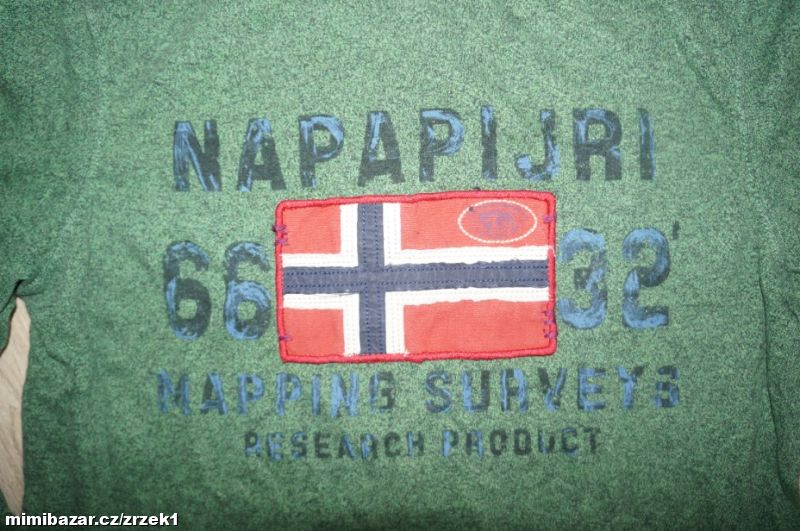 NAPAPIJRI
66 32'
MAPPING SURVEYS
RESEARCH PRODUCT
mimibazar.cz/zrzek1